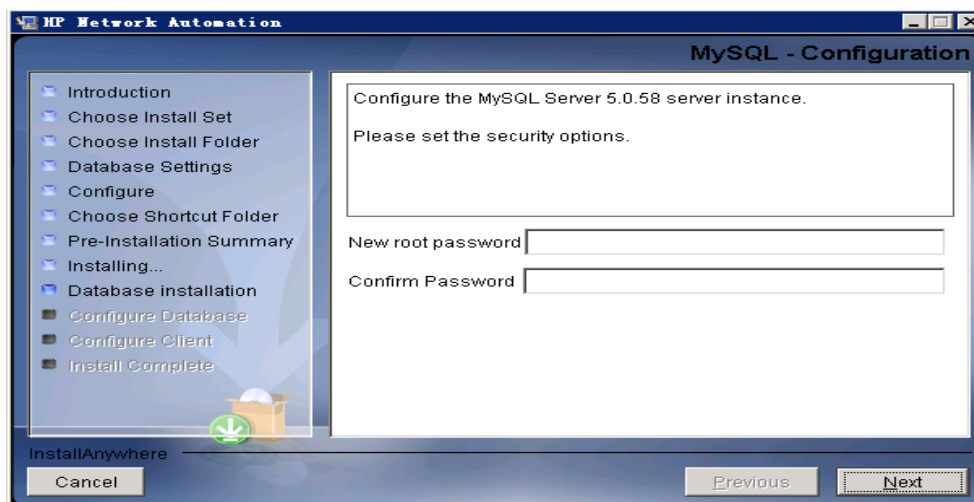 HP Network Automation
MySQL - Configuration
Introduction
Choose Install Set
Choose Install Folder
Database Settings
Configure
Choose Shortcut Folder
Pre-Installation Summary
Installing...
Database installation
Configure Database
Configure Client
Install Complete
Configure the MySQL Server 5.0.58 server instance.
Please set the security options.
New root password
Confirm Password
InstallAnywhere
Cancel
Previous
Next